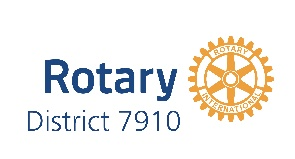 Rotary
District 7910
ROTARY
INTERNATIONAL